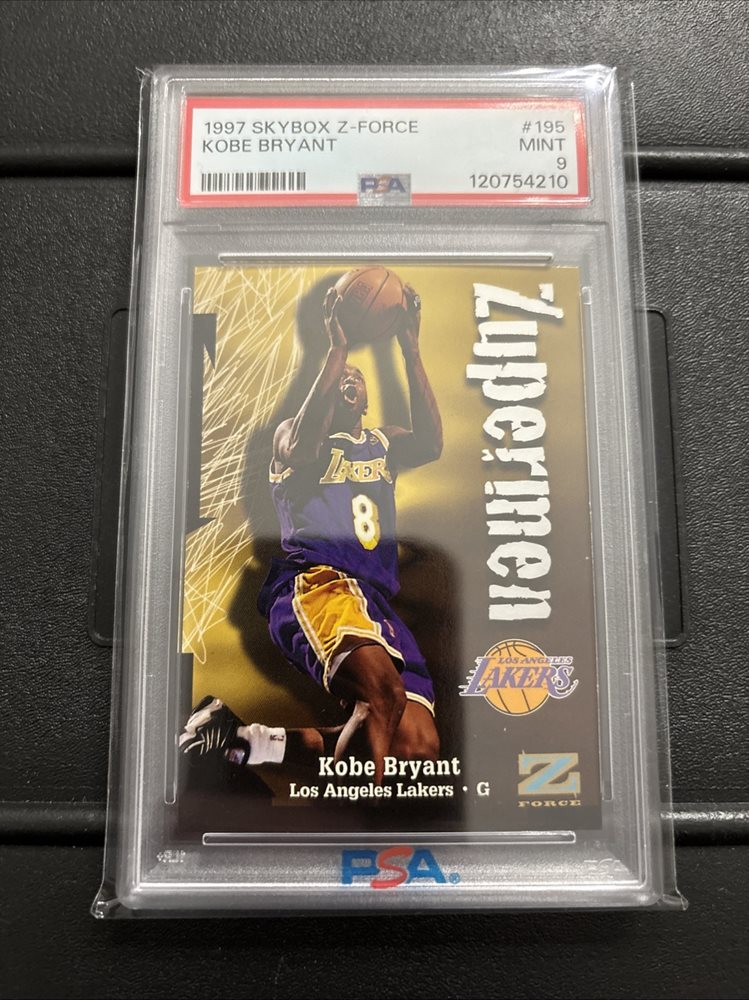 1997 SKYBOX Z-FORCE #195
KOBE BRYANT MINT
9
PSA 120754210
Zupermen
LAKERS
8
LOS ANGELES
LAKERS
Kobe Bryant
Los Angeles Lakers · G
Z
FORCE
PSA®